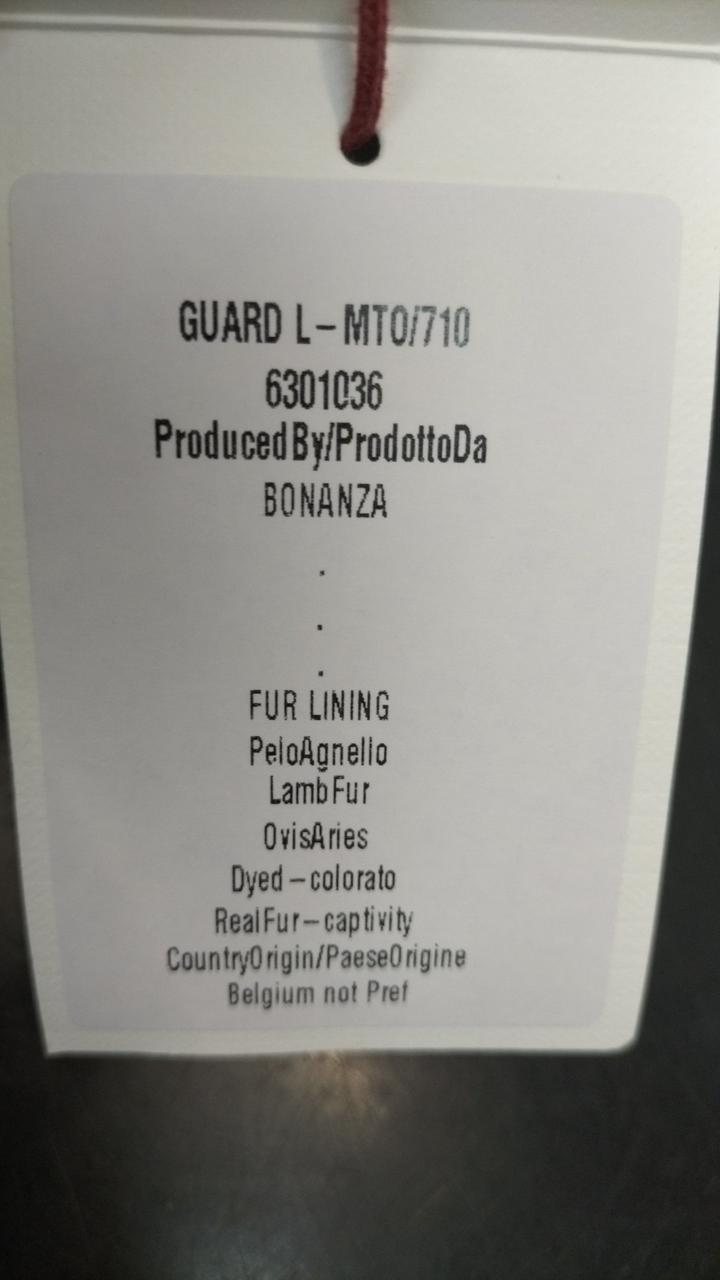 GUARD L-MTO/710
6301036
ProducedBy/ProdottoDa
BONANZA
.
.
.
FUR LINING
PeloAgnello
LambFur
OvisAries
Dyed-colorato
RealFur-captivity
CountryOrigin/PaeseOrigine
Belgium not Pref